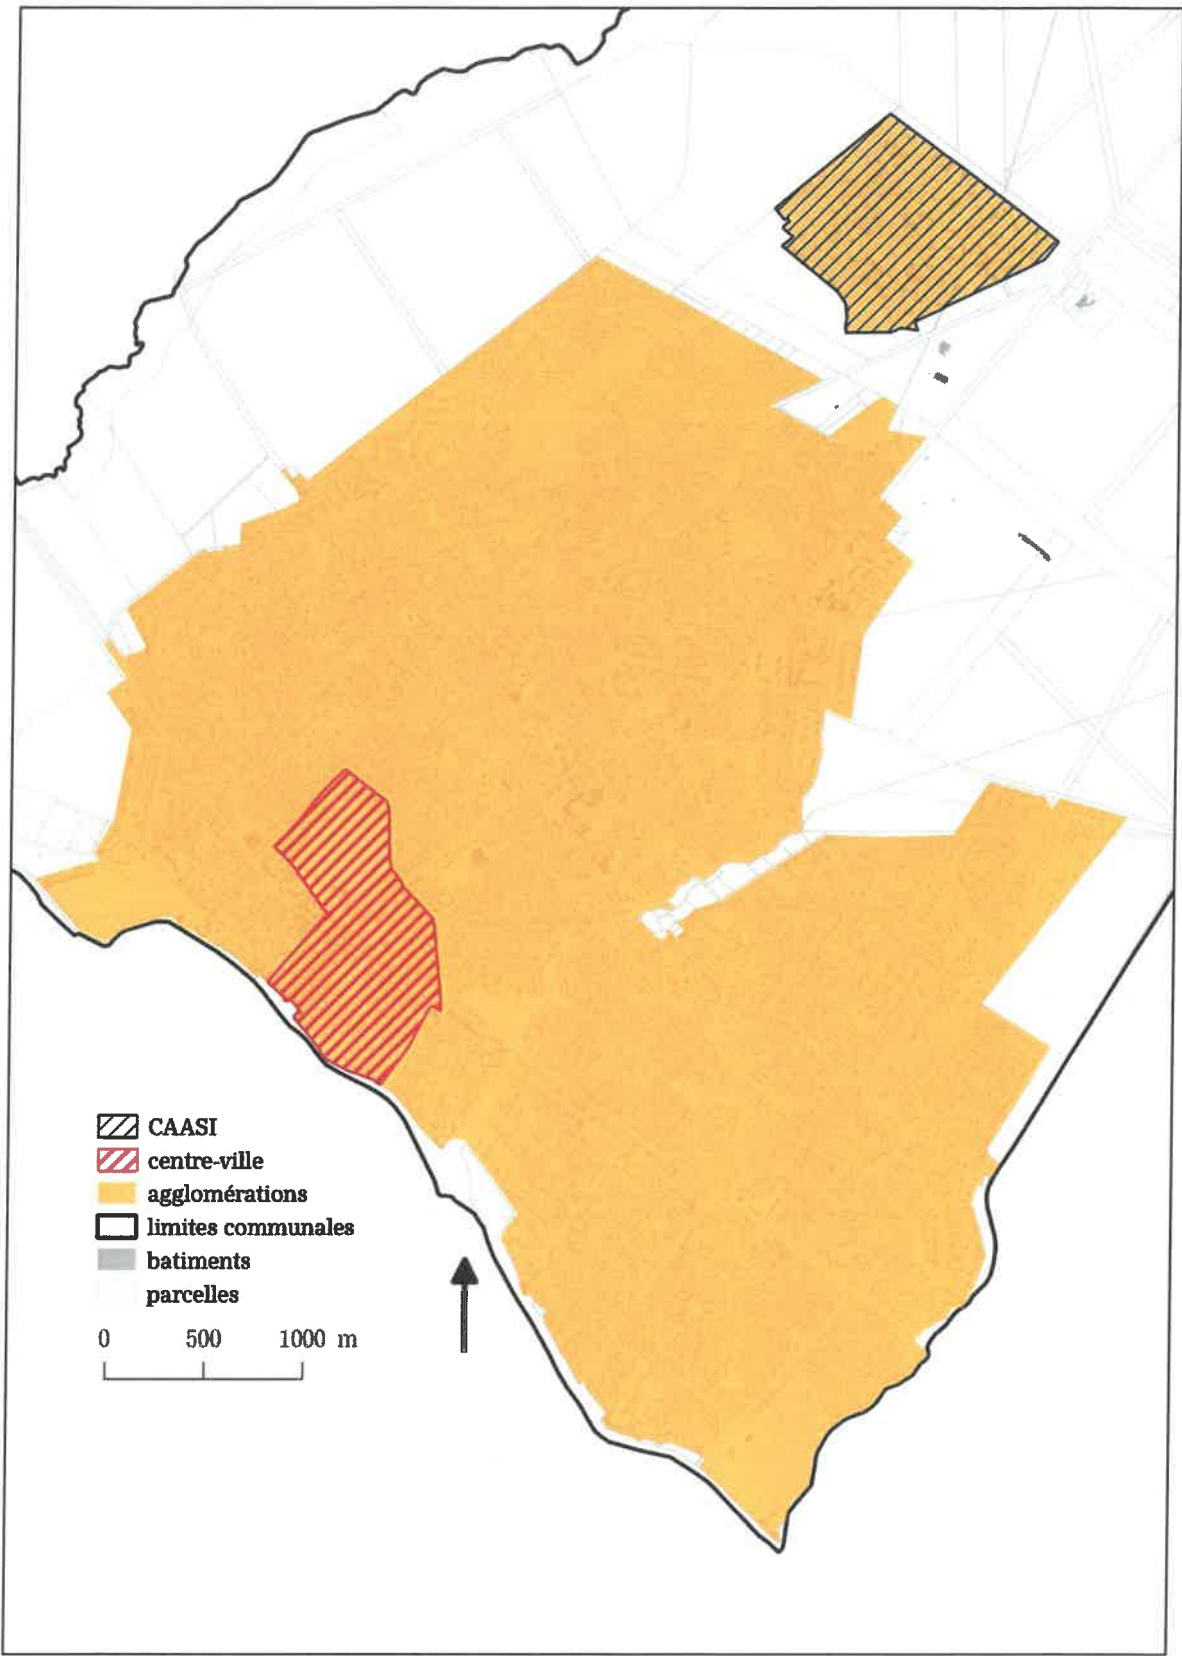 CAASI
centre-ville
agglomérations
limites communales
batiments
parcelles
0 500 1000 m